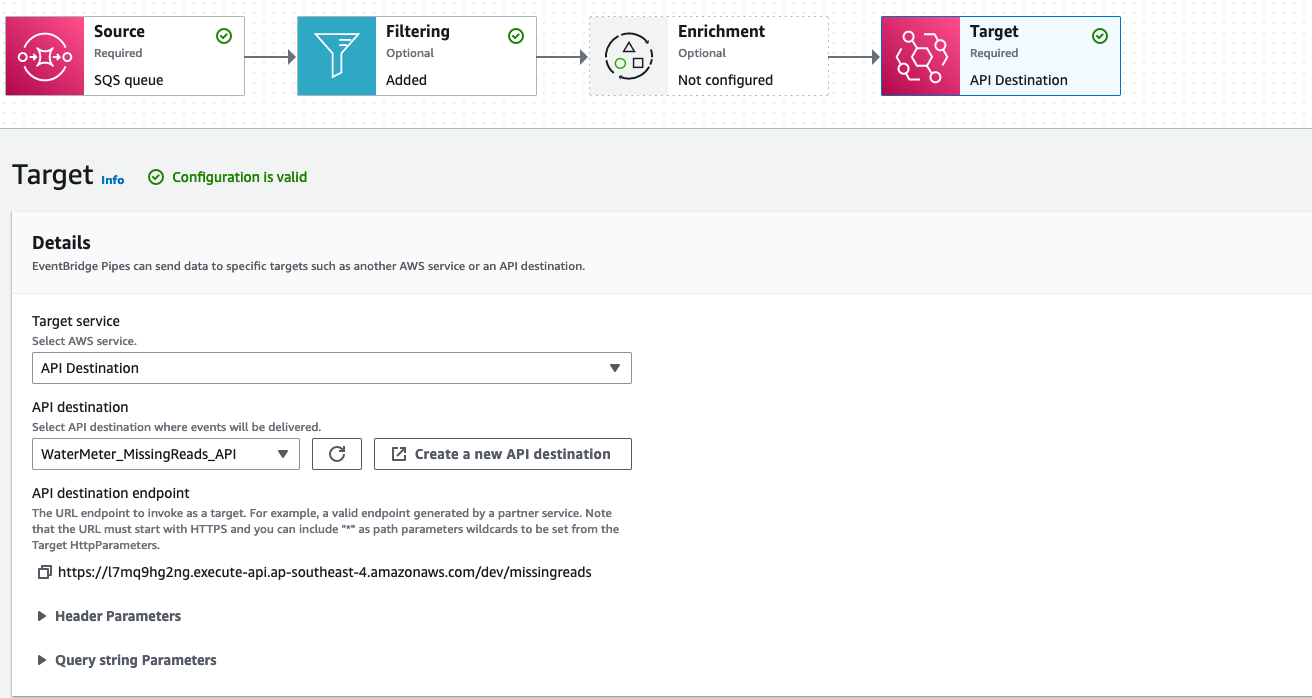 Source
Required
SQS queue
Filtering
Optional
Added
Enrichment
Optional
Not configured
Target
Required
API Destination
Target Info Configuration is valid
Details
EventBridge Pipes can send data to specific targets such as another AWS service or an API destination.
Target service
Select AWS service.
API Destination
API destination
Select API destination where events will be delivered.
WaterMeter_MissingReads_API
Create a new API destination
API destination endpoint
The URL endpoint to invoke as a target. For example, a valid endpoint generated by a partner service. Note
that the URL must start with HTTPS and you can include "*" as path parameters wildcards to be set from the
Target HttpParameters.
https://l7mq9hg2ng.execute-api.ap-southeast-4.amazonaws.com/dev/missingreads
Header Parameters
Query string Parameters